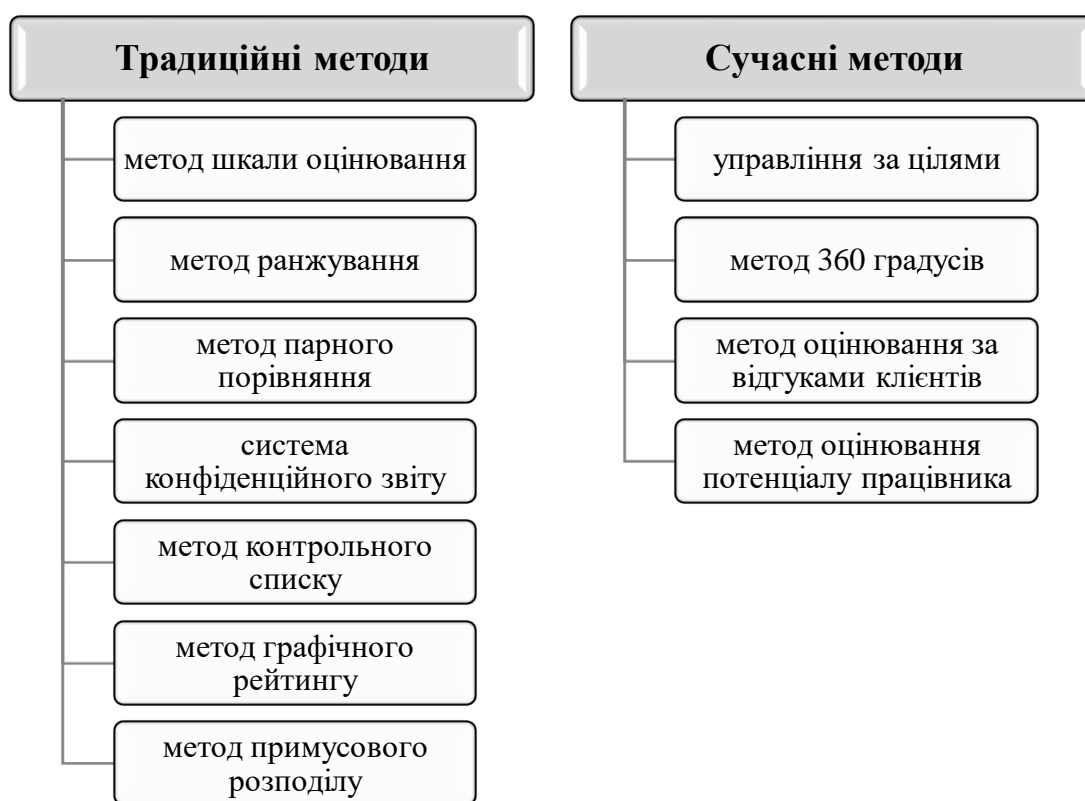 Традиційні методи
метод шкали оцінювання
метод ранжування
метод парного
порівняння
система
конфіденційного звіту
метод контрольного
списку
метод графічного
рейтингу
метод примусового
розподілу
Сучасні методи
управління за цілями
метод 360 градусів
метод оцінювання за
відгуками клієнтів
метод оцінювання
потенціалу працівника